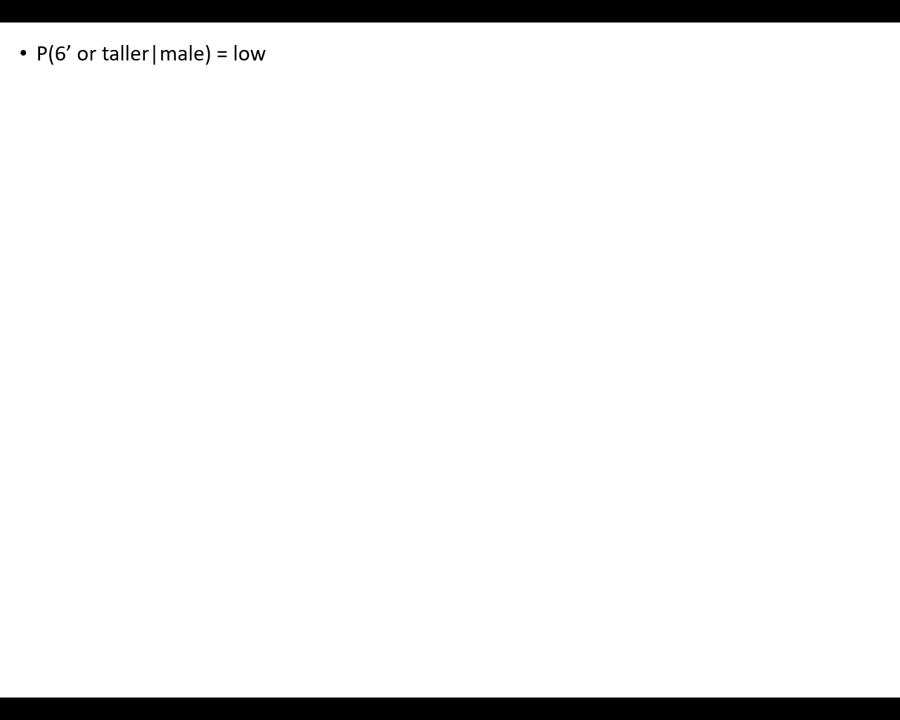 • P(6’ or taller|male) = low